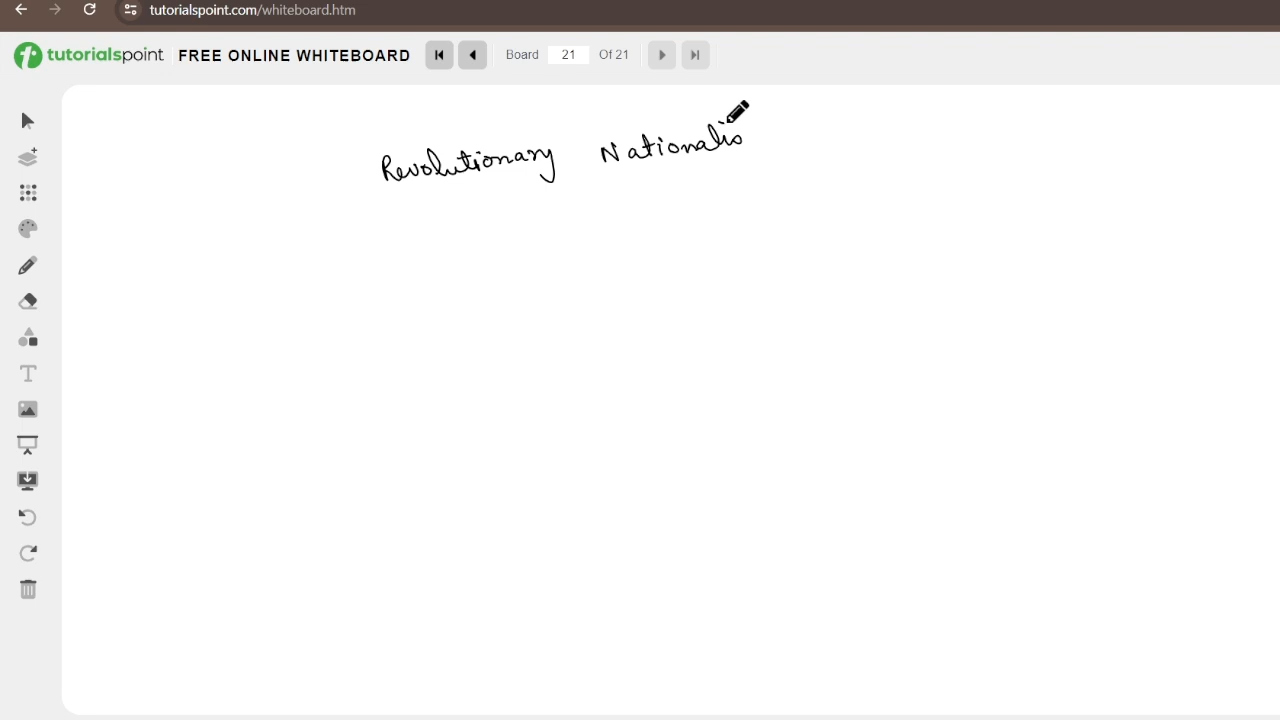 tutorialspoint.com/whiteboard.htm
tutorialspoint FREE ONLINE WHITEBOARD Board 21 Of 21
Revolutionary Nationalis